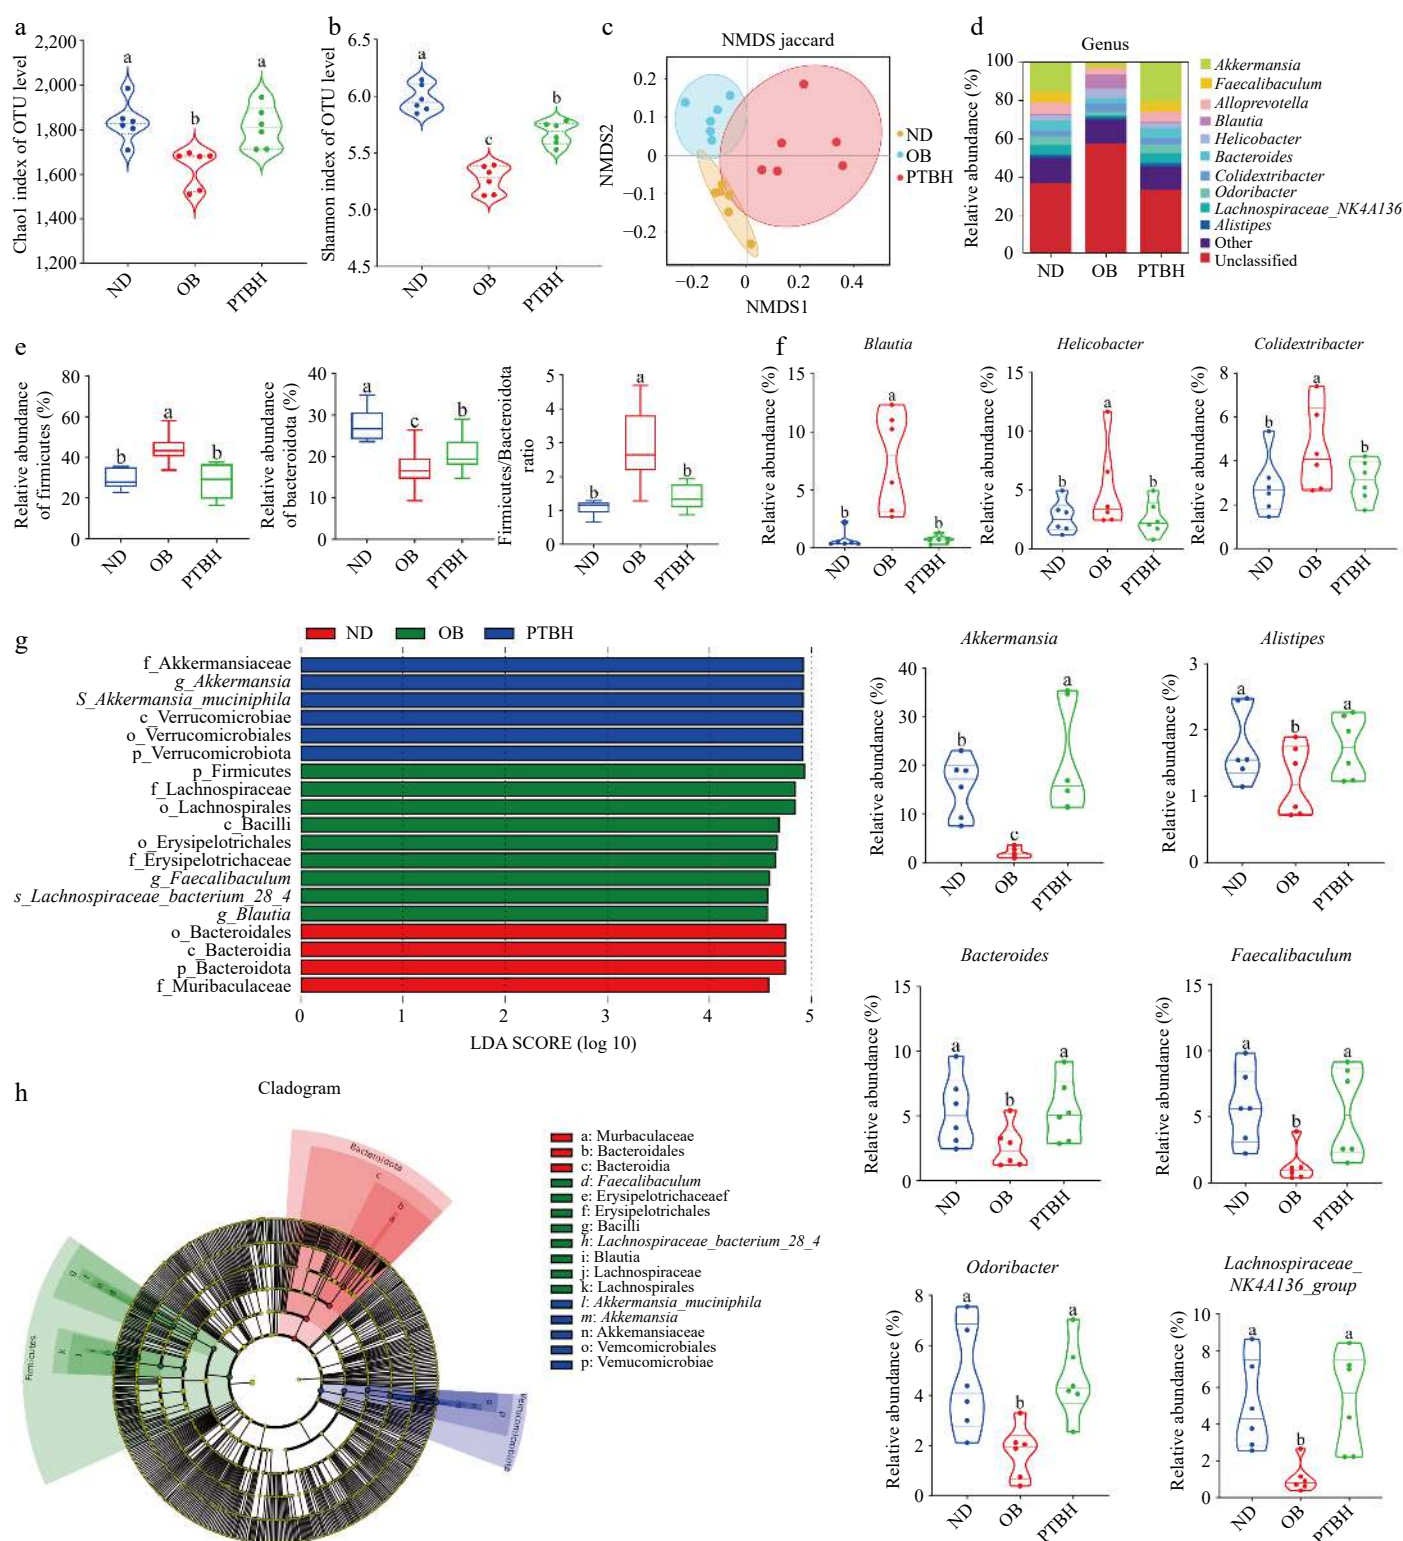 a
Chaol index of OTU level
2,200
2,000
1,800
1,600
1,400
1,200
a
b
a
ND
OB
PTBH
b
Shannon index of OTU level
6.5
6.0
5.5
5.0
4.5
a
c
b
ND
OB
PTBH
c
NMDS jaccard
NMDS2
0.2
0.1
0
−0.1
−0.2
−0.2
0
0.2
0.4
NMDS1
ND
OB
PTBH
d
Genus
Relative abundance (%)
100
80
60
40
20
0
ND
OB
PTBH
Akkermansia
Faecalibaculum
Alloprevotella
Blautia
Helicobacter
Bacteroides
Colidextribacter
Odoribacter
Lachnospiraceae_NK4A136
Alistipes
Other
Unclassified
e
Relative abundance
of firmicutes (%)
80
60
40
20
0
b
a
b
ND
OB
PTBH
Relative abundance
of bacteroidota (%)
40
30
20
10
0
a
c
b
ND
OB
PTBH
Firmicutes/Bacteroidota
ratio
5
4
3
2
1
0
b
a
b
ND
OB
PTBH
f
Blautia
Relative abundance (%)
15
10
5
0
b
a
b
ND
OB
PTBH
Helicobacter
Relative abundance (%)
15
10
5
0
b
a
b
ND
OB
PTBH
Colidextribacter
Relative abundance (%)
8
6
4
2
0
b
a
b
ND
OB
PTBH
g
ND
OB
PTBH
f_Akkermansiaceae
g_Akkermansia
S_Akkermansia_muciniphila
c_Verrucomicrobiae
o_Verrucomicrobiales
p_Verrucomicrobiota
p_Firmicutes
f_Lachnospiraceae
o_Lachnospirales
c_Bacilli
o_Erysipelotrichales
f_Erysipelotrichaceae
g_Faecalibaculum
s_Lachnospiraceae_bacterium_28_4
g_Blautia
o_Bacteroidales
c_Bacteroidia
p_Bacteroidota
f_Muribaculaceae
0
1
2
3
4
5
LDA SCORE (log 10)
Akkermansia
Relative abundance (%)
40
30
20
10
0
b
c
a
ND
OB
PTBH
Alistipes
Relative abundance (%)
3
2
1
0
a
b
a
ND
OB
PTBH
Bacteroides
Relative abundance (%)
15
10
5
0
a
b
a
ND
OB
PTBH
Faecalibaculum
Relative abundance (%)
15
10
5
0
a
b
a
ND
OB
PTBH
Odoribacter
Relative abundance (%)
8
6
4
2
0
a
b
a
ND
OB
PTBH
Lachnospiraceae_
NK4A136_group
Relative abundance (%)
10
8
6
4
2
0
a
b
a
ND
OB
PTBH
h
Cladogram
Bacteroidota
c
b
a
Firmicutes
g
k
p
a: Murbaculaceae
b: Bacteroidales
c: Bacteroidia
d: Faecalibaculum
e: Erysipelotrichaceaef
f: Erysipelotrichales
g: Bacilli
h: Lachnospiraceae_bacterium_28_4
i: Blautia
j: Lachnospiraceae
k: Lachnospirales
l: Akkermansia_muciniphila
m: Akkemansia
n: Akkemansiaceae
o: Vemcomicrobiales
p: Vemucomicrobiae